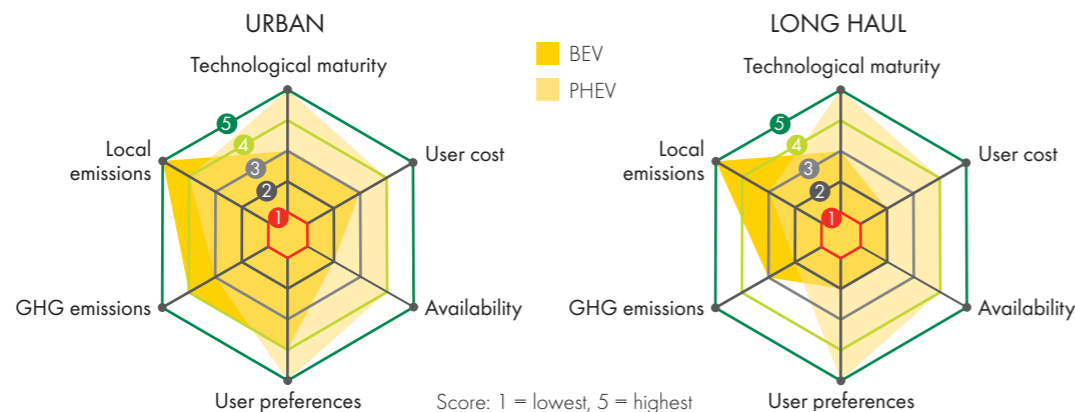 URBAN
Technological maturity
5
4
3
2
1
Local
emissions
User cost
GHG emissions
Availability
User preferences
BEV
PHEV
LONG HAUL
Technological maturity
5
4
3
2
1
Local
emissions
User cost
GHG emissions
Availability
User preferences
Score: 1 = lowest, 5 = highest